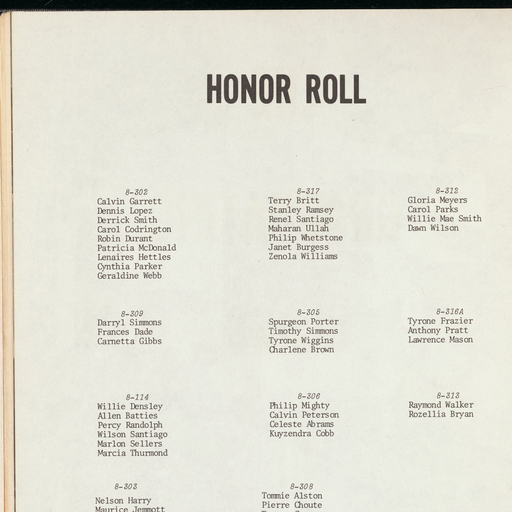 HONOR ROLL
8-302
Calvin Garrett
Dennis Lopez
Derrick Smith
Carol Codrington
Robin Durant
Patricia McDonald
Lenaires Hettles
Cynthia Parker
Geraldine Webb
8-317
Terry Britt
Stanley Ramsey
Renel Santiago
Maharan Ullah
Philip Whetstone
Janet Burgess
Zenola Williams
8-312
Gloria Meyers
Carol Parks
Willie Mae Smith
Dawn Wilson
8-309
Darryl Simmons
Frances Dade
Carnetta Gibbs
8-305
Spurgeon Porter
Timothy Simmons
Tyrone Wiggins
Charlene Brown
8-316A
Tyrone Frazier
Anthony Pratt
Lawrence Mason
8-114
Willie Densley
Allen Batties
Percy Randolph
Wilson Santiago
Marlon Sellers
Marcia Thurmond
8-306
Philip Mighty
Calvin Peterson
Celeste Abrams
Kuyzendra Cobb
8-313
Raymond Walker
Rozellia Bryan
8-303
Nelson Harry
Maurice Jemmott
8-308
Tommie Alston
Pierre Choute